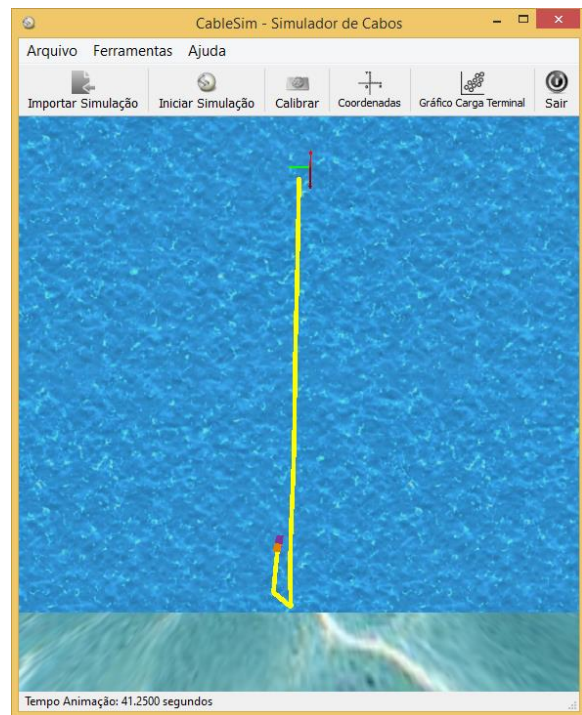 CableSim - Simulador de Cabos
Arquivo Ferramentas Ajuda
Importar Simulação Iniciar Simulação Calibrar Coordenadas Gráfico Carga Terminal Sair
Tempo Animação: 41.2500 segundos